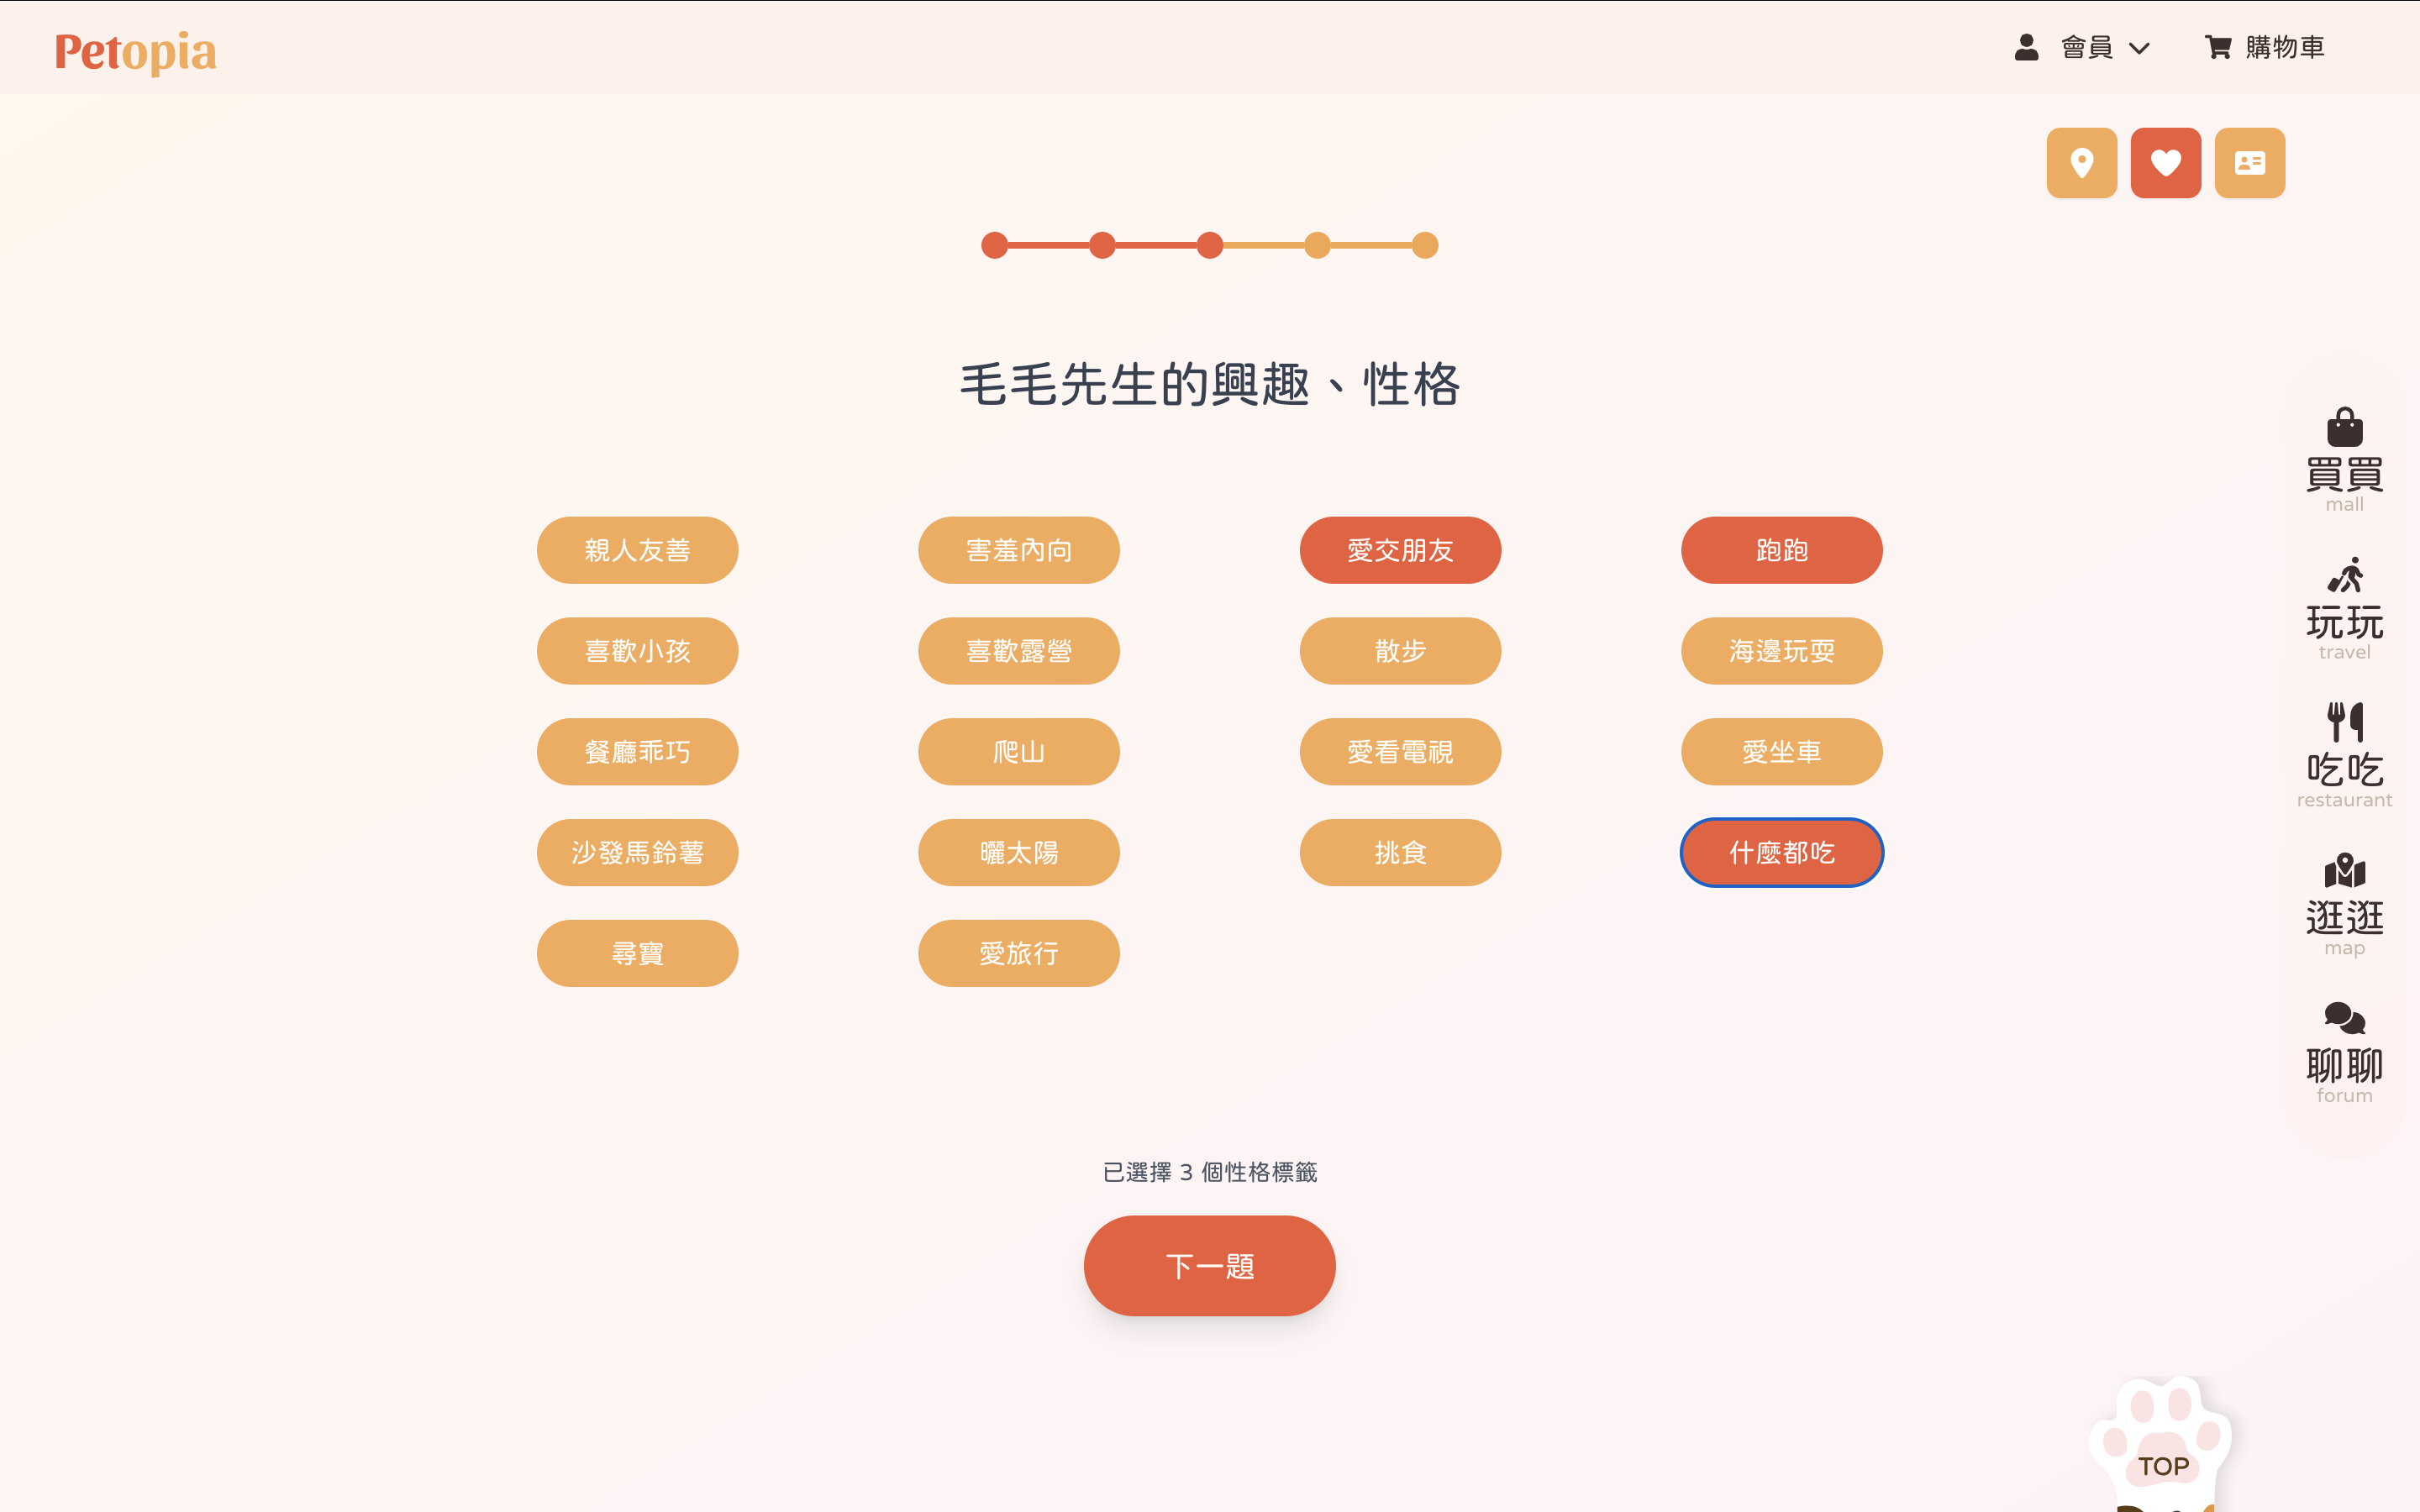 Petopia
會員
購物車
毛毛先生的興趣、性格
親人友善
害羞內向
愛交朋友
跑跑
喜歡小孩
喜歡露營
散步
海邊玩耍
餐廳乖巧
爬山
愛看電視
愛坐車
沙發馬鈴薯
曬太陽
挑食
什麼都吃
尋寶
愛旅行
已選擇 3 個性格標籤
下一題
買買
mall
玩玩
travel
吃吃
restaurant
逛逛
map
聊聊
forum
TOP